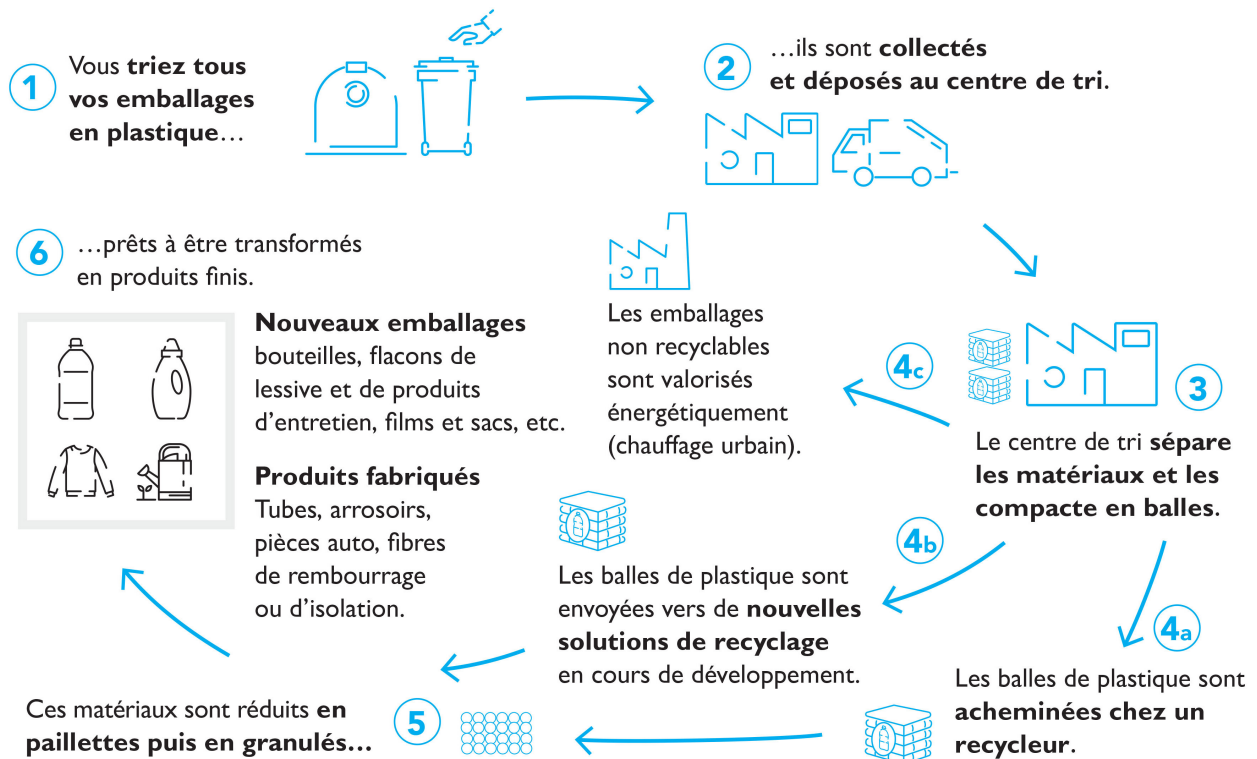 1
Vous triez tous
vos emballages
en plastique…
2
…ils sont collectés
et déposés au centre de tri.
3
Le centre de tri sépare
les matériaux et les
compacte en balles.
4a
Les balles de plastique sont
acheminées chez un
recycleur.
4b
Les balles de plastique sont
envoyées vers de nouvelles
solutions de recyclage
en cours de développement.
4c
Les emballages
non recyclables
sont valorisés
énergétiquement
(chauffage urbain).
5
Ces matériaux sont réduits en
paillettes puis en granulés…
6
…prêts à être transformés
en produits finis.
Nouveaux emballages
bouteilles, flacons de
lessive et de produits
d’entretien, films et sacs, etc.
Produits fabriqués
Tubes, arrosoirs,
pièces auto, fibres
de rembourrage
ou d’isolation.